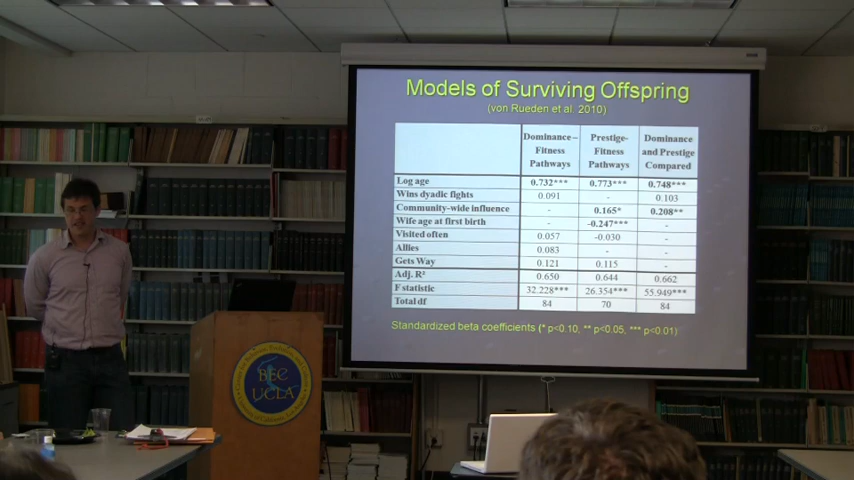 Models of Surviving Offspring
(von Rueden et al. 2010)
Dominance – Fitness Pathways Prestige- Fitness Pathways Dominance and Prestige Compared
Log age 0.732*** 0.773*** 0.748***
Wins dyadic fights 0.091 - 0.103
Community-wide influence - 0.165* 0.208**
Wife age at first birth - -0.247*** -
Visited often 0.057 -0.030 -
Allies 0.083 - -
Gets Way 0.121 0.115 -
Adj. R² 0.650 0.644 0.662
F statistic 32.228*** 26.354*** 55.949***
Total df 84 70 84
Standardized beta coefficients (* p<0.10, ** p<0.05, *** p<0.01)
BEC
UCLA